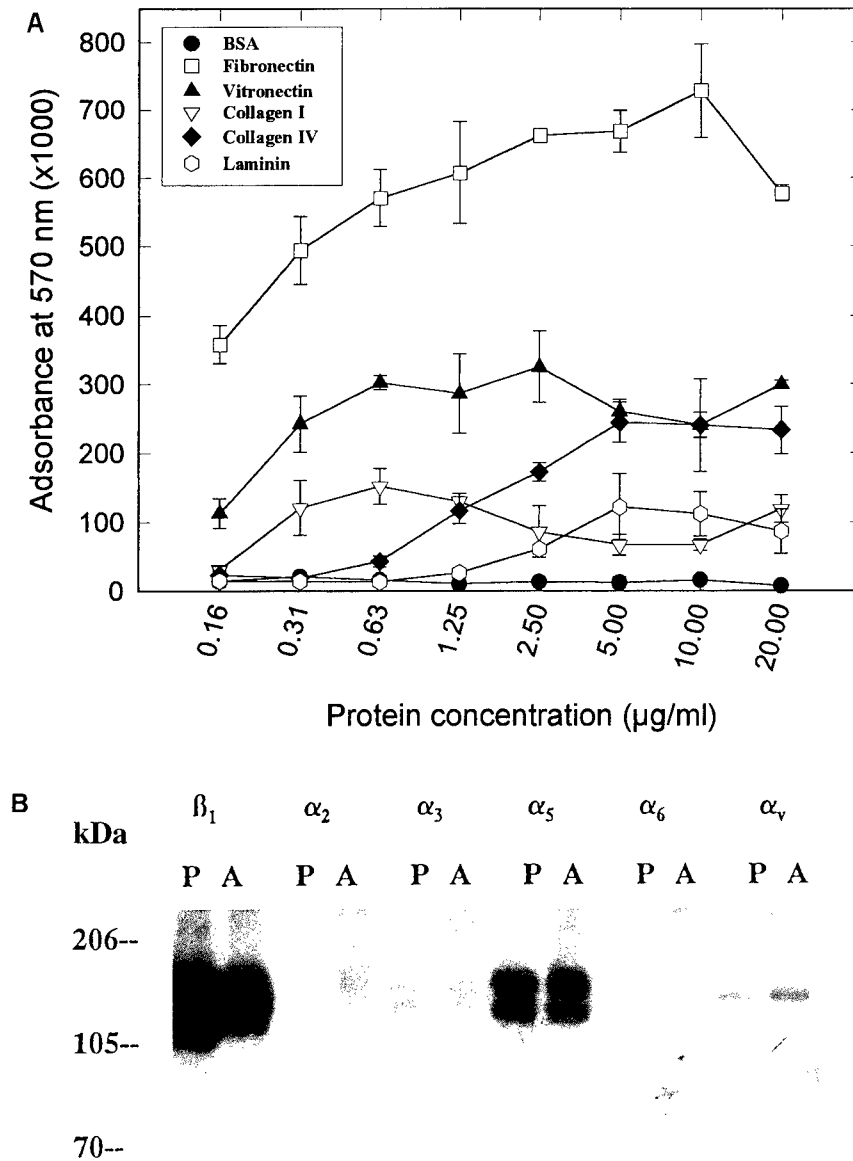 A
BSA
Fibronectin
Vitronectin
Collagen I
Collagen IV
Laminin
Adsorbance at 570 nm (x1000)
800
700
600
500
400
300
200
100
0
0.16 0.31 0.63 1.25 2.50 5.00 10.00 20.00
Protein concentration (µg/ml)
B
kDa
ß1 α2 α3 α5 α6 αv
P A P A P A P A P A P A
206--
105--
70--